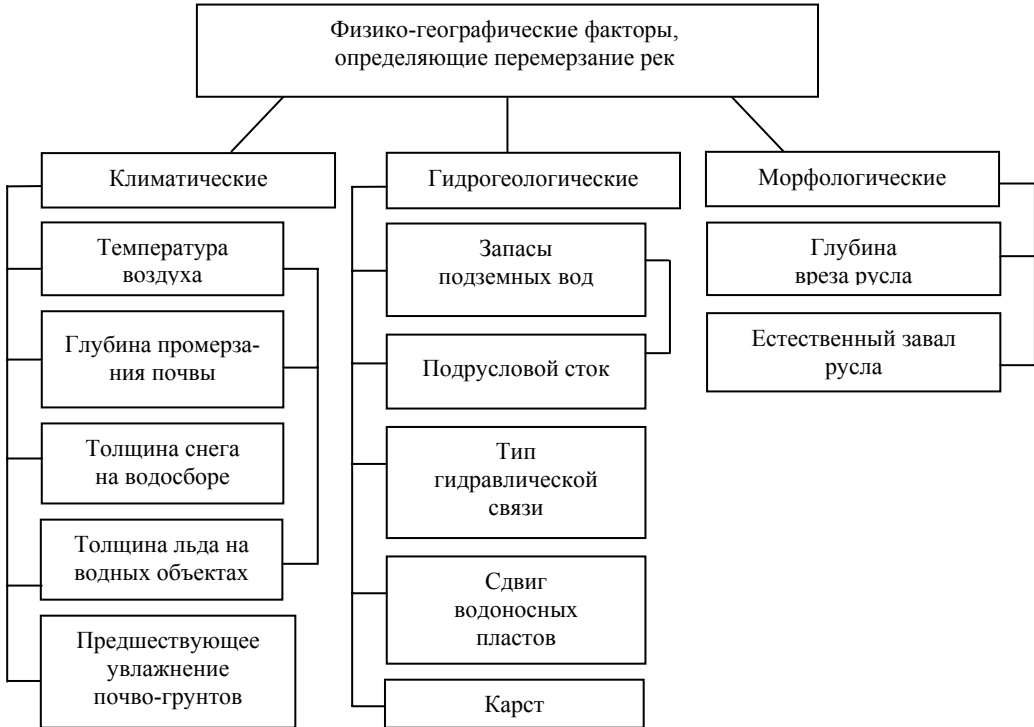 Физико-географические факторы,
определяющие перемерзание рек
Климатические
Температура
воздуха
Глубина промерза-
ния почвы
Толщина снега
на водосборе
Толщина льда на
водных объектах
Предшествующее
увлажнение
почво-грунтов
Гидрогеологические
Запасы
подземных вод
Подрусловой сток
Тип
гидравлической
связи
Сдвиг
водоносных
пластов
Карст
Морфологические
Глубина
вреза русла
Естественный завал
русла